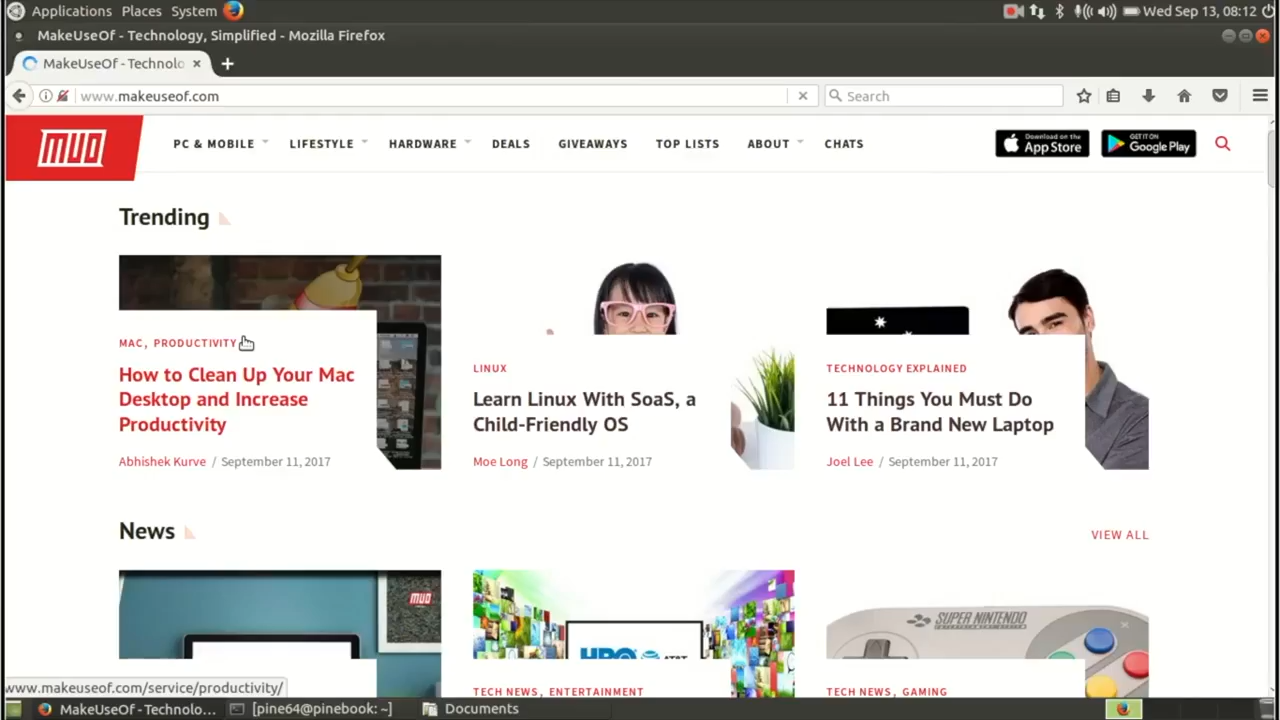 Applications Places System Wed Sep 13, 08:12
MakeUseOf - Technology, Simplified - Mozilla Firefox
MakeUseOf - Technolo
www.makeuseof.com Search
MUO PC & MOBILE LIFESTYLE HARDWARE DEALS GIVEAWAYS TOP LISTS ABOUT CHATS Download on the App Store GET IT ON Google Play
Trending
MAC, PRODUCTIVITY
How to Clean Up Your Mac
Desktop and Increase
Productivity
Abhishek Kurve / September 11, 2017
LINUX
Learn Linux With SoaS, a
Child-Friendly OS
Moe Long / September 11, 2017
TECHNOLOGY EXPLAINED
11 Things You Must Do
With a Brand New Laptop
Joel Lee / September 11, 2017
News VIEW ALL
MUO
SUPER NINTENDO
TECH NEWS, ENTERTAINMENT
TECH NEWS, GAMING
www.makeuseof.com/service/productivity/
MakeUseOf - Technolo... [pine64@pinebook: ~] Documents